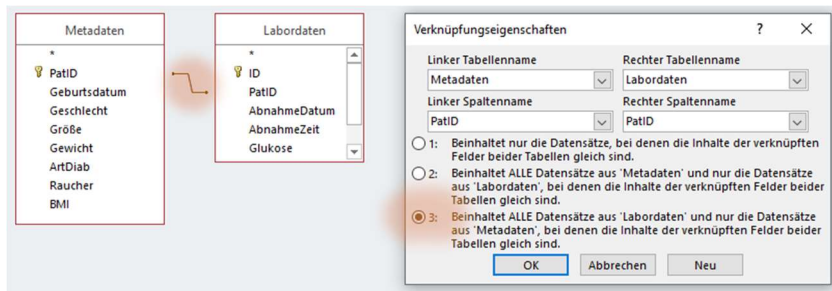 Metadaten
*
PatID
Geburtsdatum
Geschlecht
Größe
Gewicht
ArtDiab
Raucher
BMI
Labordaten
*
ID
PatID
AbnahmeDatum
AbnahmeZeit
Glukose
Verknüpfungseigenschaften ? X
Linker Tabellenname Rechter Tabellenname
Metadaten Labordaten
Linker Spaltenname Rechter Spaltenname
PatID PatID
1: Beinhaltet nur die Datensätze, bei denen die Inhalte der verknüpften
Felder beider Tabellen gleich sind.
2: Beinhaltet ALLE Datensätze aus 'Metadaten' und nur die Datensätze
aus 'Labordaten', bei denen die Inhalte der verknüpften Felder beider
Tabellen gleich sind.
3: Beinhaltet ALLE Datensätze aus 'Labordaten' und nur die Datensätze
aus 'Metadaten', bei denen die Inhalte der verknüpften Felder beider
Tabellen gleich sind.
OK Abbrechen Neu